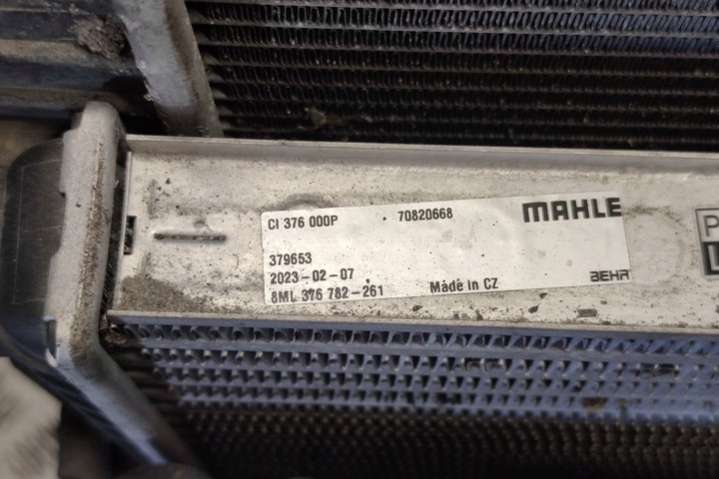 CI 376 000P 70820668 MAHLE
379653
2023-02-07
8ML 376 782-261 Made in CZ BEHR